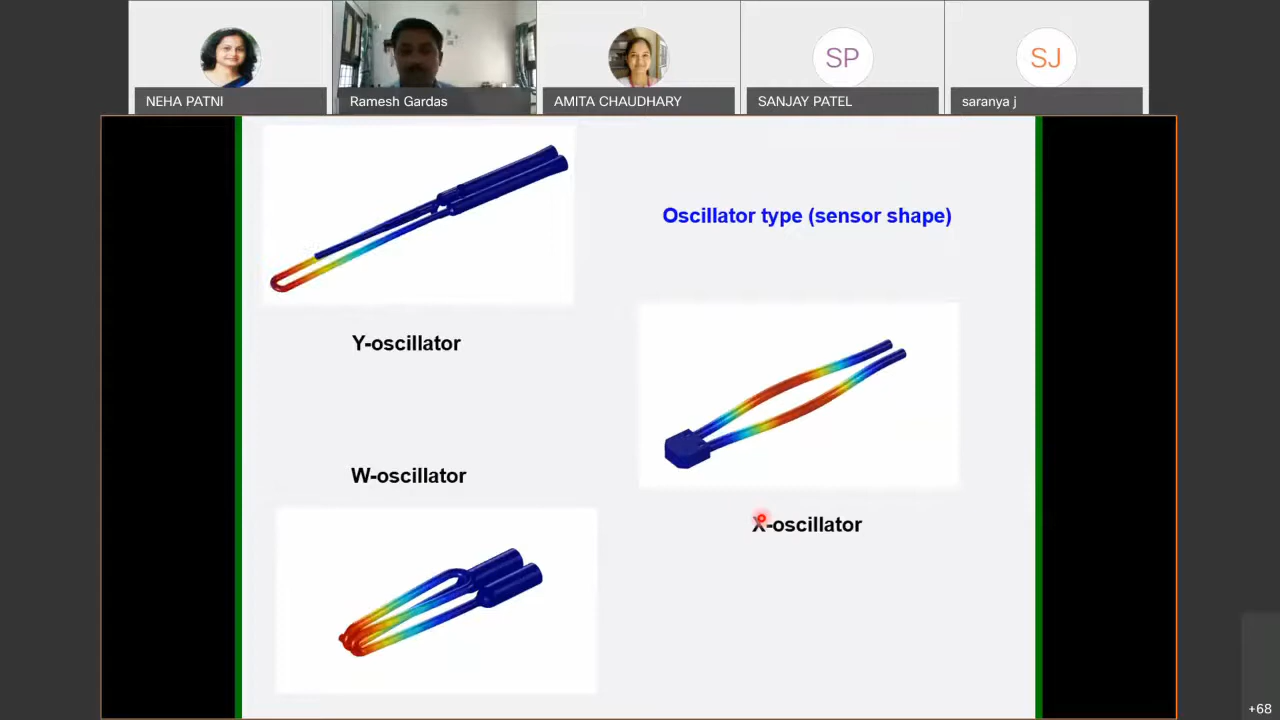 NEHA PATNI
Ramesh Gardas
AMITA CHAUDHARY
SP
SANJAY PATEL
SJ
saranya j
Oscillator type (sensor shape)
Y-oscillator
W-oscillator
X-oscillator
+68